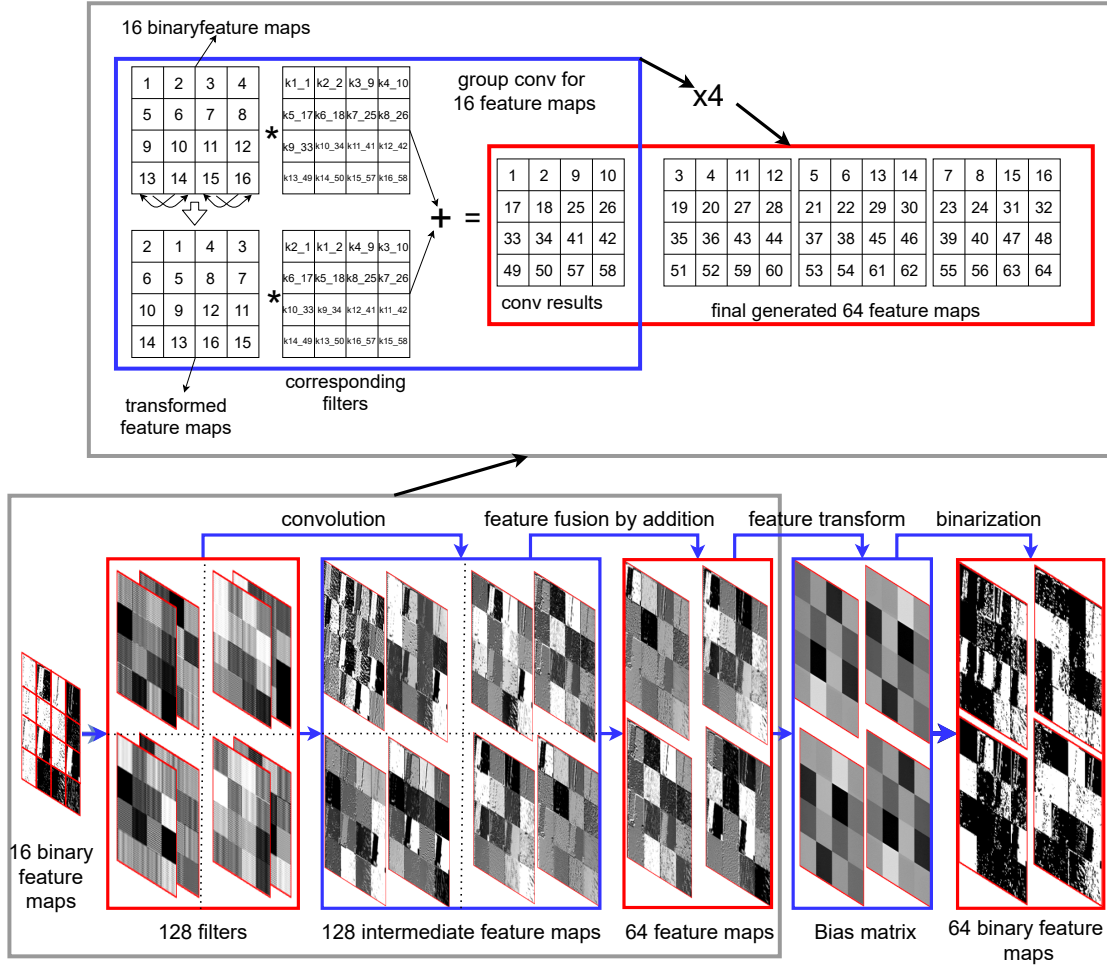 16 binaryfeature maps
1 2 3 4
5 6 7 8
9 10 11 12
13 14 15 16
*
k1_1 k2_2 k3_9 k4_10
k5_17 k6_18 k7_25 k8_26
k9_33 k10_34 k11_41 k12_42
k13_49 k14_50 k15_57 k16_58
group conv for
16 feature maps
x4
2 1 4 3
6 5 8 7
10 9 12 11
14 13 16 15
*
k2_1 k1_2 k4_9 k3_10
k6_17 k5_18 k8_25 k7_26
k10_33 k9_34 k12_41 k11_42
k14_49 k13_50 k16_57 k15_58
+ =
1 2 9 10
17 18 25 26
33 34 41 42
49 50 57 58
conv results
3 4 11 12
19 20 27 28
35 36 43 44
51 52 59 60
5 6 13 14
21 22 29 30
37 38 45 46
53 54 61 62
7 8 15 16
23 24 31 32
39 40 47 48
55 56 63 64
final generated 64 feature maps
corresponding
filters
transformed
feature maps
convolution
feature fusion by addition
feature transform
binarization
16 binary
feature
maps
128 filters
128 intermediate feature maps
64 feature maps
Bias matrix
64 binary feature
maps